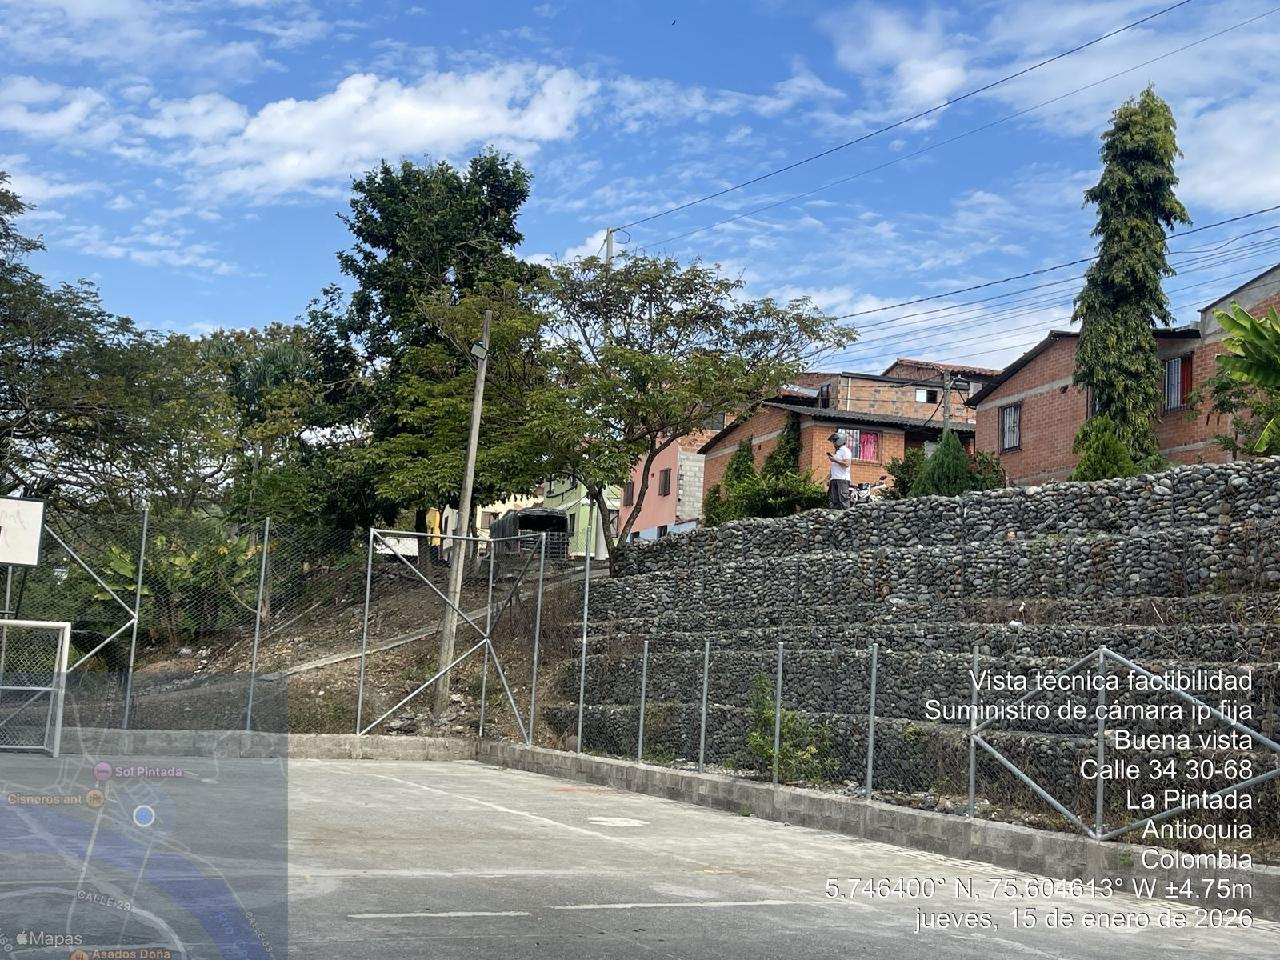 Vista técnica factibilidad
Suministro de cámara ip fija
Buena vista
Calle 34 30-68
La Pintada
Antioquia
Colombia
5.746400° N, 75.604613° W ±4.75m
jueves, 15 de enero de 2026
Sol Pintada
Cisneros ant
CALLE 29
Mapas
Asados Doña